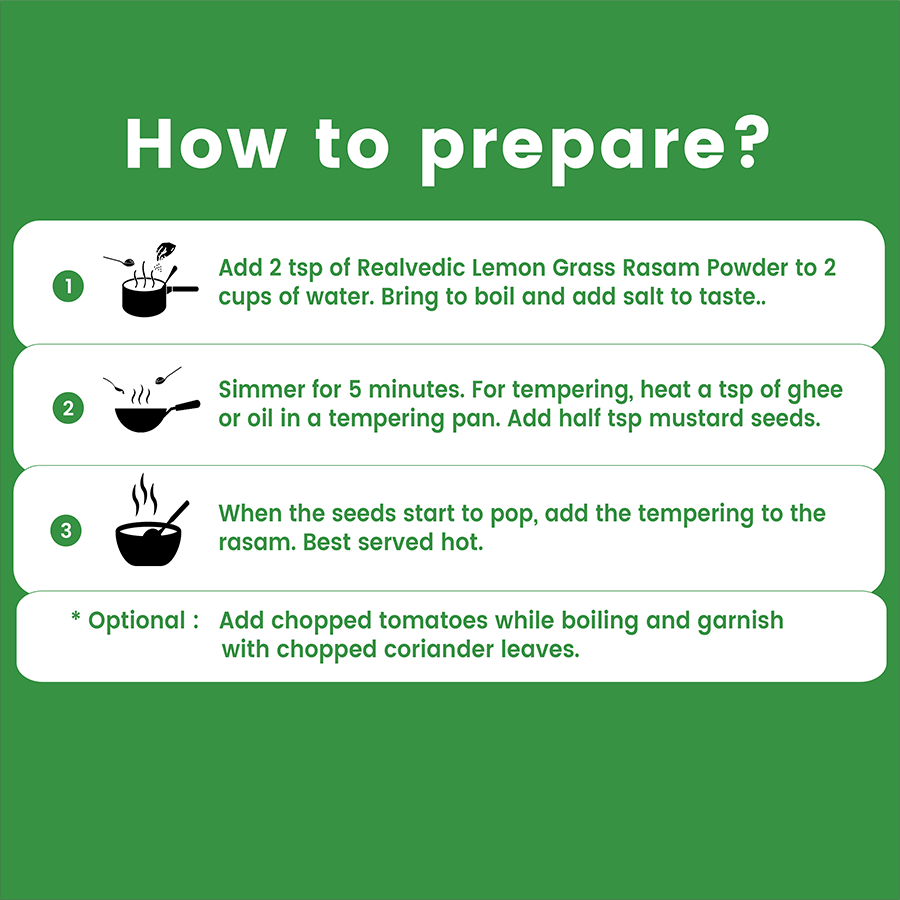 How to prepare?
1
Add 2 tsp of Realvedic Lemon Grass Rasam Powder to 2
cups of water. Bring to boil and add salt to taste..
2
Simmer for 5 minutes. For tempering, heat a tsp of ghee
or oil in a tempering pan. Add half tsp mustard seeds.
3
When the seeds start to pop, add the tempering to the
rasam. Best served hot.
* Optional : Add chopped tomatoes while boiling and garnish
with chopped coriander leaves.